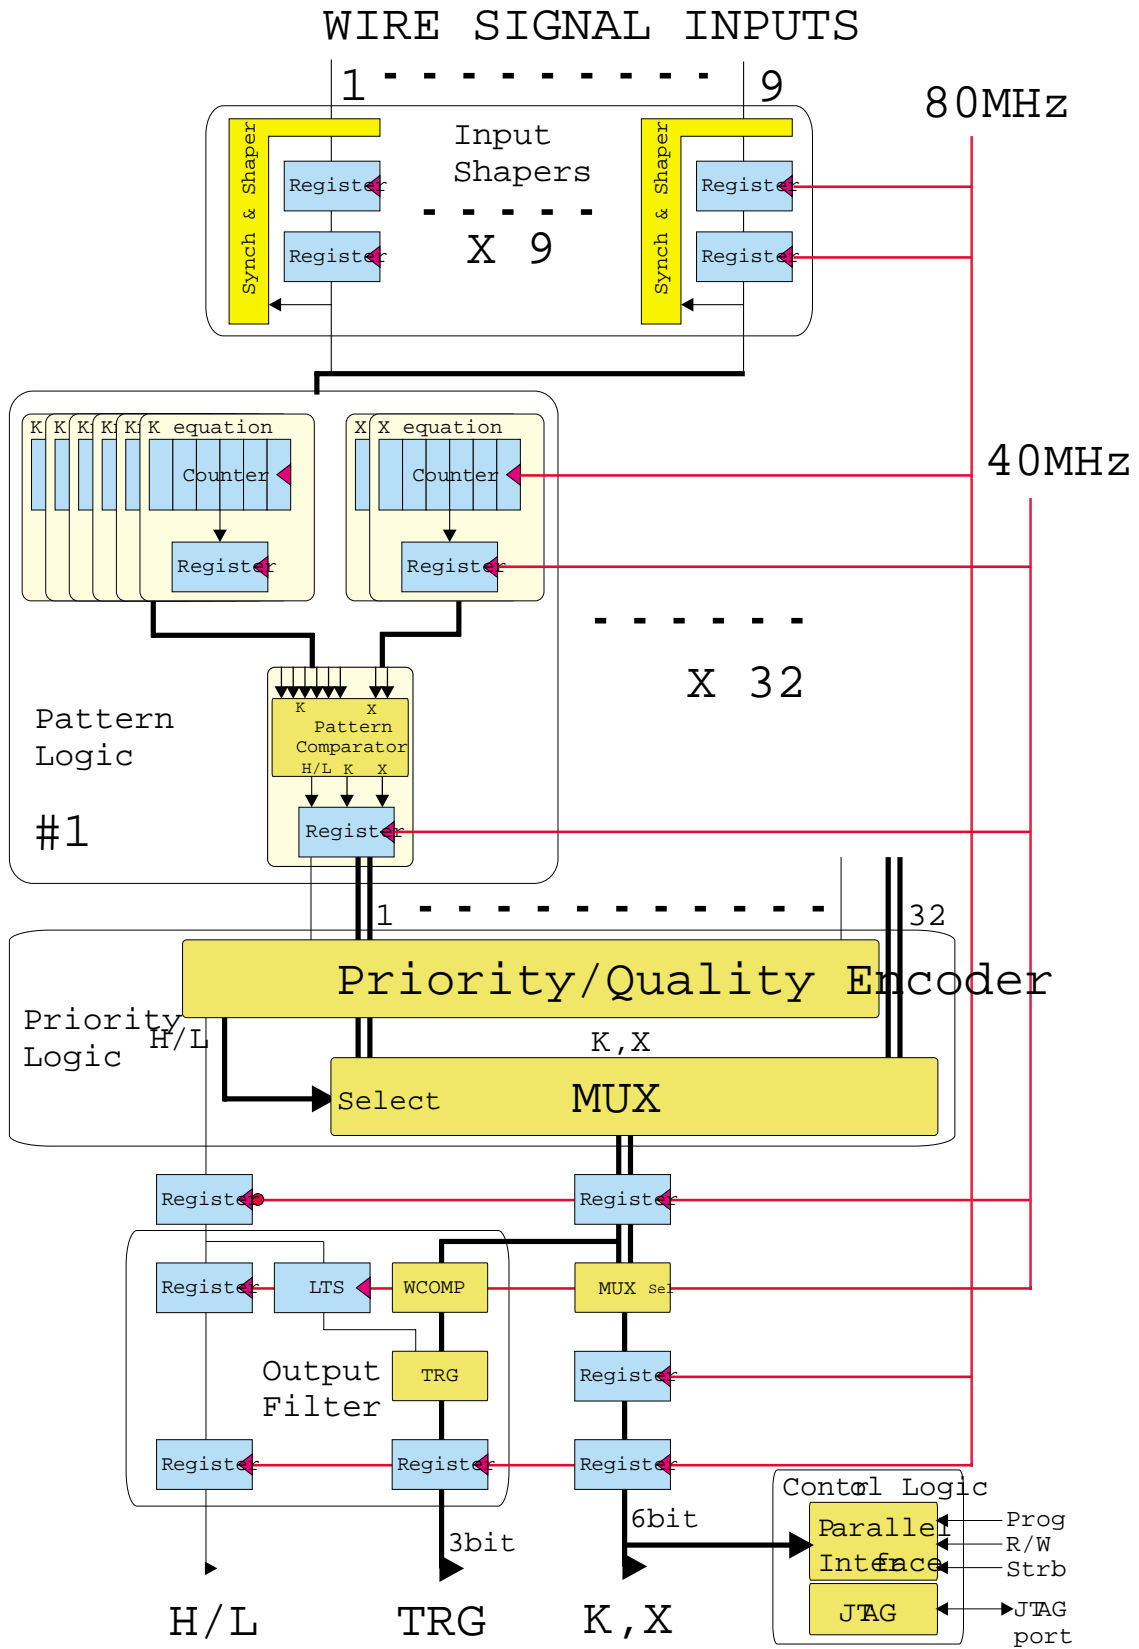 WIRE SIGNAL INPUTS
1
9
80MHz
Synch & Shaper
Input
Shapers
Synch & Shaper
Register
Register
X 9
Register
Register
K
K
K
K
K
K equation
X
X equation
Counter
Counter
40MHz
Register
Register
X 32
K
X
Pattern
Comparator
H/L
K
X
Pattern
Logic
#1
Register
1
32
Priority/Quality Encoder
Priority
Logic
H/L
K,X
Select
MUX
Register
Register
Register
LTS
WCOMP
MUX
Sel
Output
Filter
TRG
Register
Register
Register
Register
Control Logic
3bit
6bit
Parallel
Interface
Prog
R/W
Strb
JTAG
JTAG
port
H/L
TRG
K,X